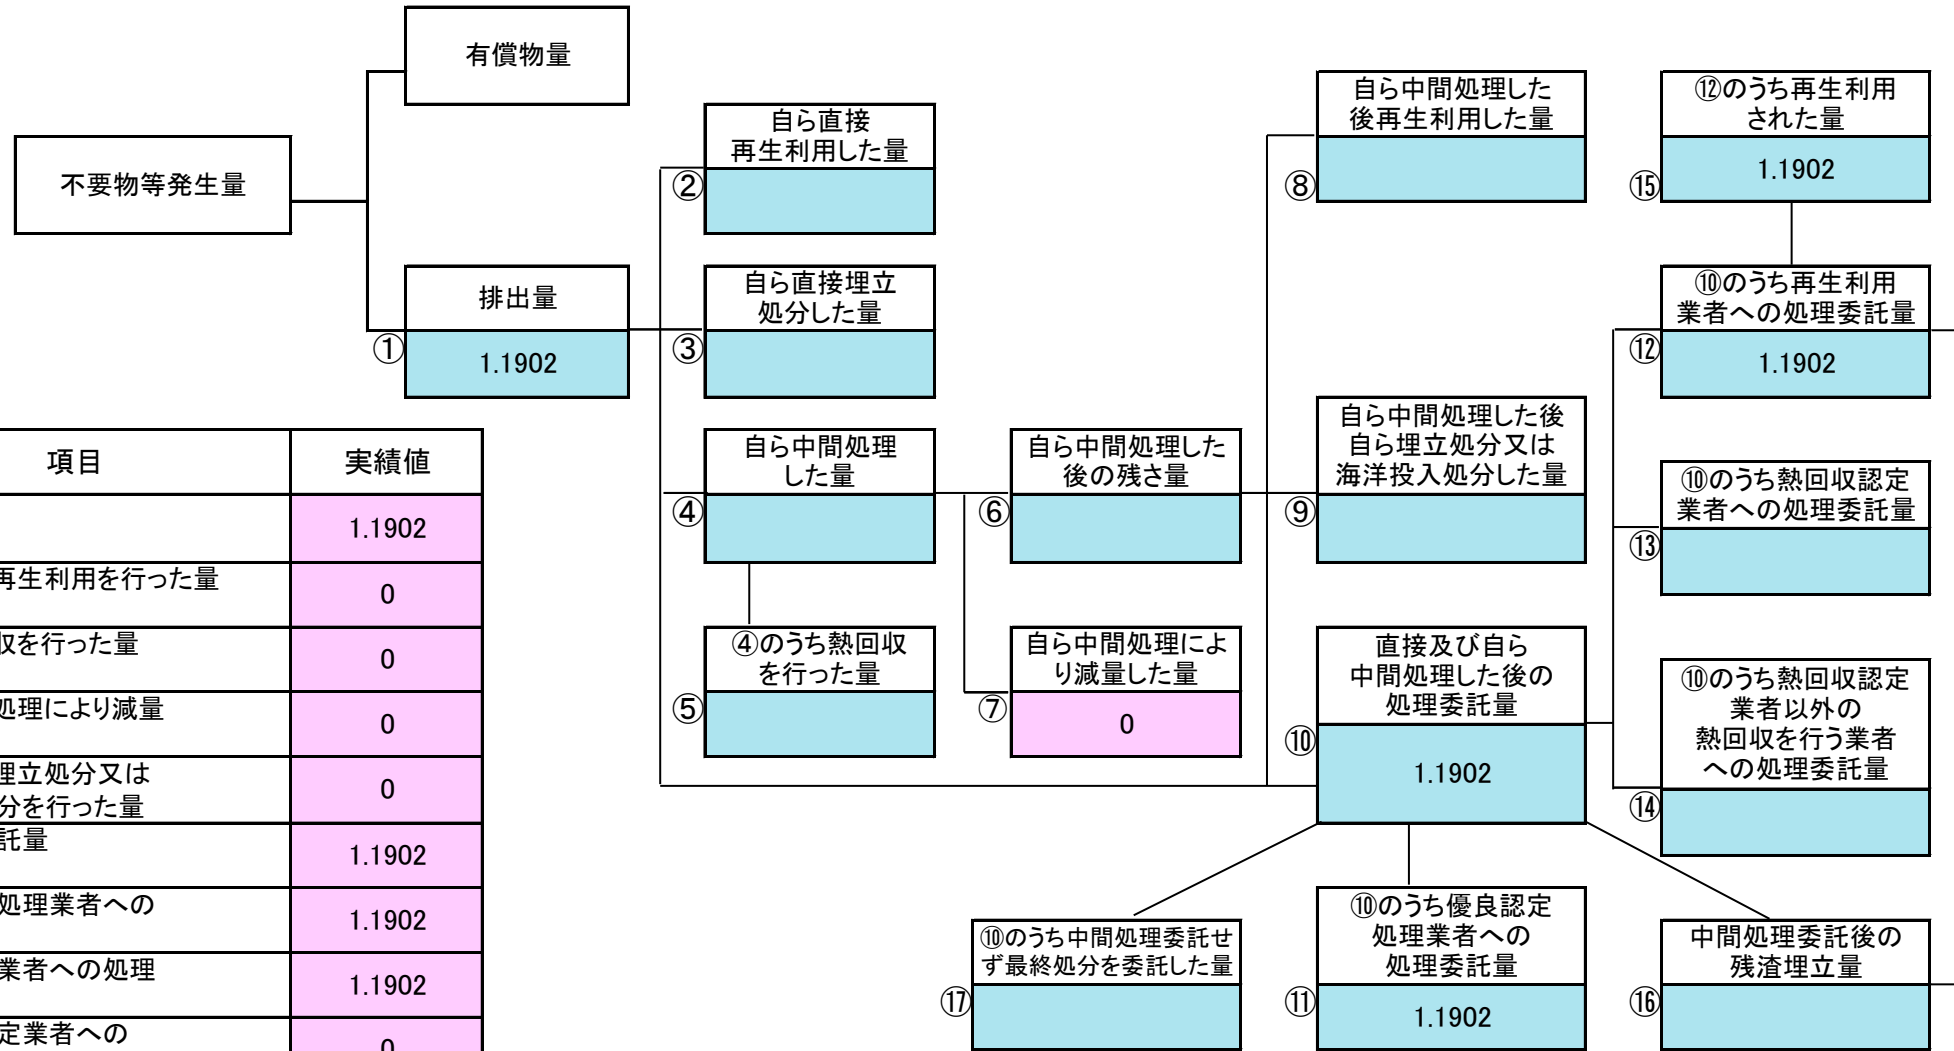 有償物量
不要物等発生量
排出量
①
1.1902
自ら直接
再生利用した量
②
自ら直接埋立
処分した量
③
自ら中間処理
した量
④
④のうち熱回収
を行った量
⑤
自ら中間処理した
後の残さ量
⑥
自ら中間処理によ
り減量した量
⑦
0
自ら中間処理した
後再生利用した量
⑧
自ら中間処理した後
自ら埋立処分又は
海洋投入処分した量
⑨
直接及び自ら
中間処理した後の
処理委託量
⑩
1.1902
⑫のうち再生利用
された量
⑮
1.1902
⑩のうち再生利用
業者への処理委託量
⑫
1.1902
⑩のうち熱回収認定
業者への処理委託量
⑬
⑩のうち熱回収認定
業者以外の
熱回収を行う業者
への処理委託量
⑭
⑩のうち中間処理委託せ
ず最終処分を委託した量
⑰
⑩のうち優良認定
処理業者への
処理委託量
⑪
1.1902
中間処理委託後の
残渣埋立量
⑯
項目 実績値
1.1902
再生利用を行った量
0
収を行った量
0
処理により減量
0
埋立処分又は
分を行った量
0
託量
1.1902
処理業者への
1.1902
業者への処理
1.1902
定業者への
0